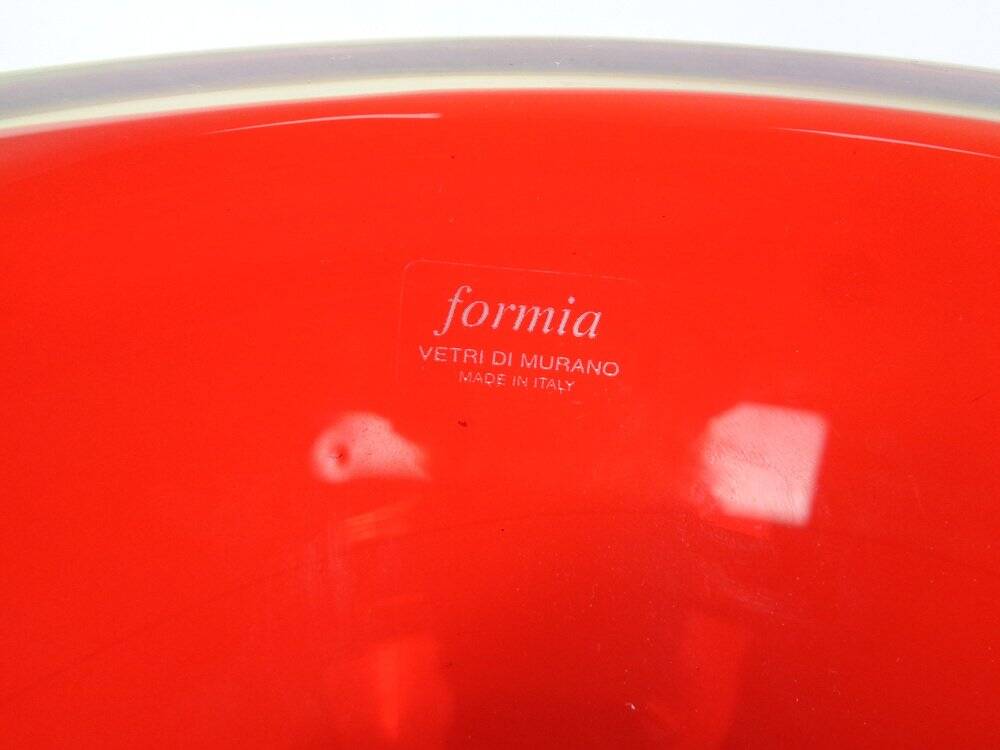 formia
VETRI DI MURANO
MADE IN ITALY